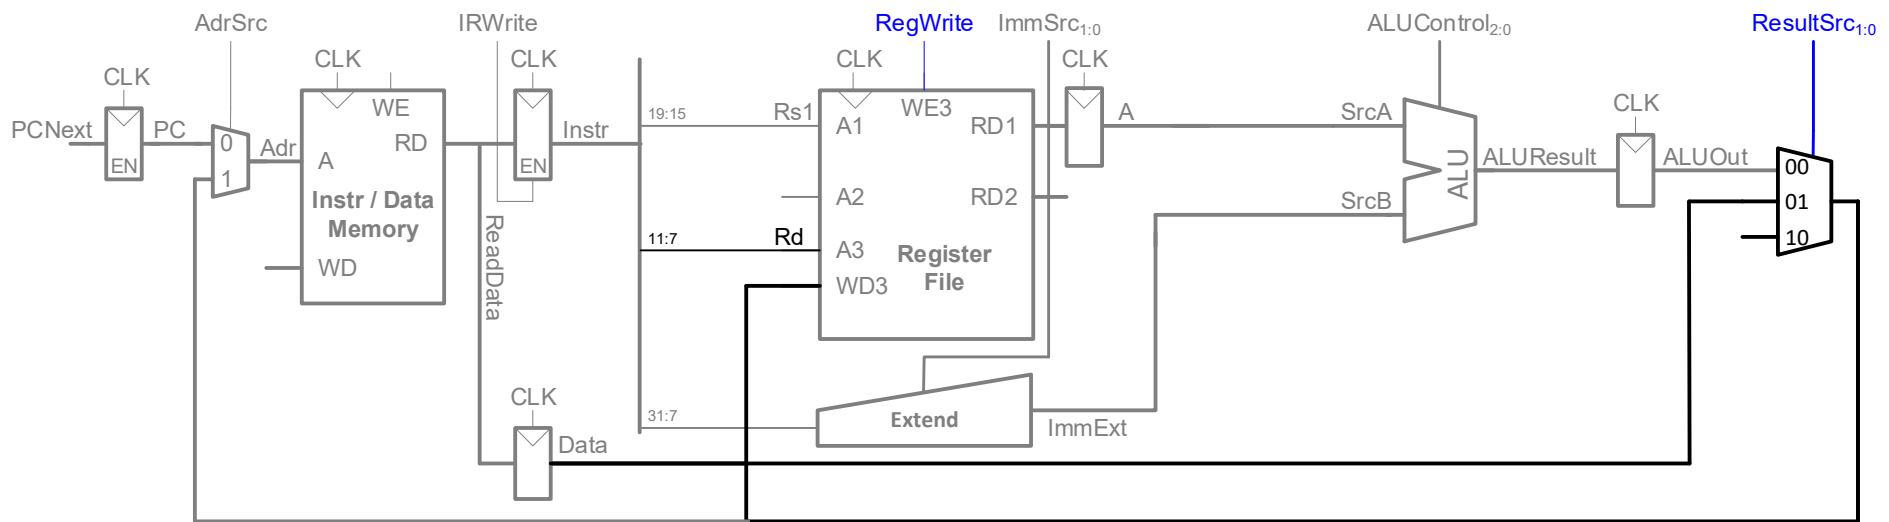 AdrSrc
IRWrite
RegWrite
ImmSrc1:0
ALUControl2:0
ResultSrc1:0
CLK
CLK
CLK
CLK
CLK
CLK
PCNext
EN
PC
0
1
Adr
WE
RD
A
Instr / Data
Memory
WD
EN
Instr
ReadData
19:15
Rs1
A1
WE3
RD1
A2
RD2
11:7
Rd
A3
WD3
Register
File
A
SrcA
SrcB
ALU
ALUResult
CLK
ALUOut
00
01
10
CLK
Data
31:7
Extend
ImmExt